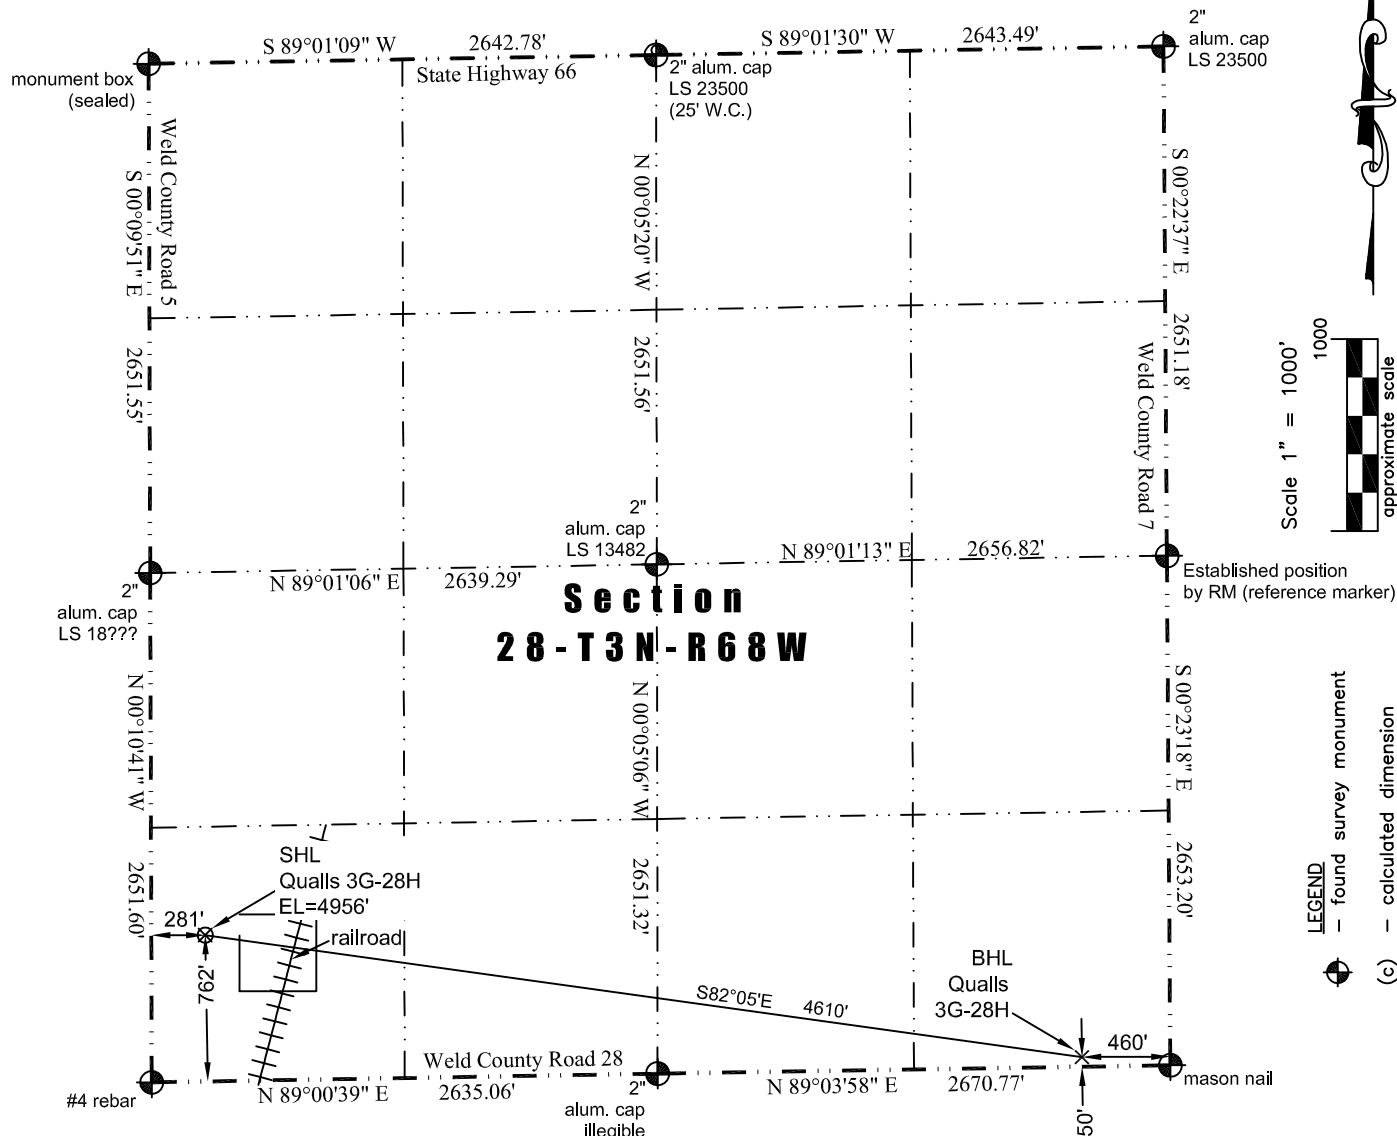 S 89°01'09" W
2642.78'
S 89°01'30" W
2643.49'
2"
alum. cap
LS 23500
monument box
(sealed)
State Highway 66
2" alum. cap
LS 23500
(25' W.C.)
Weld County Road 5
S 00°09'51" E
2651.55'
N 00°05'20" W
2651.56'
S 00°22'37" E
2651.18'
Weld County Road 7
1000
Scale 1" = 1000'
approximate scale
2"
alum. cap
LS 13482
N 89°01'13" E
2656.82'
N 89°01'06" E
2639.29'
Established position
by RM (reference marker)
2"
alum. cap
LS 18???
Section
28-T3N-R68W
N 00°10'41" W
2651.60'
N 00°05'06" W
2651.32'
S 00°23'18" E
2653.20'
LEGEND
- found survey monument
(c) - calculated dimension
SHL
Qualls 3G-28H
EL=4956'
281'
railroad
762'
S82°05'E
4610'
BHL
Qualls
3G-28H
460'
50'
Weld County Road 28
N 89°00'39" E
2635.06'
N 89°03'58" E
2670.77'
#4 rebar
2"
alum. cap
illegible
mason nail